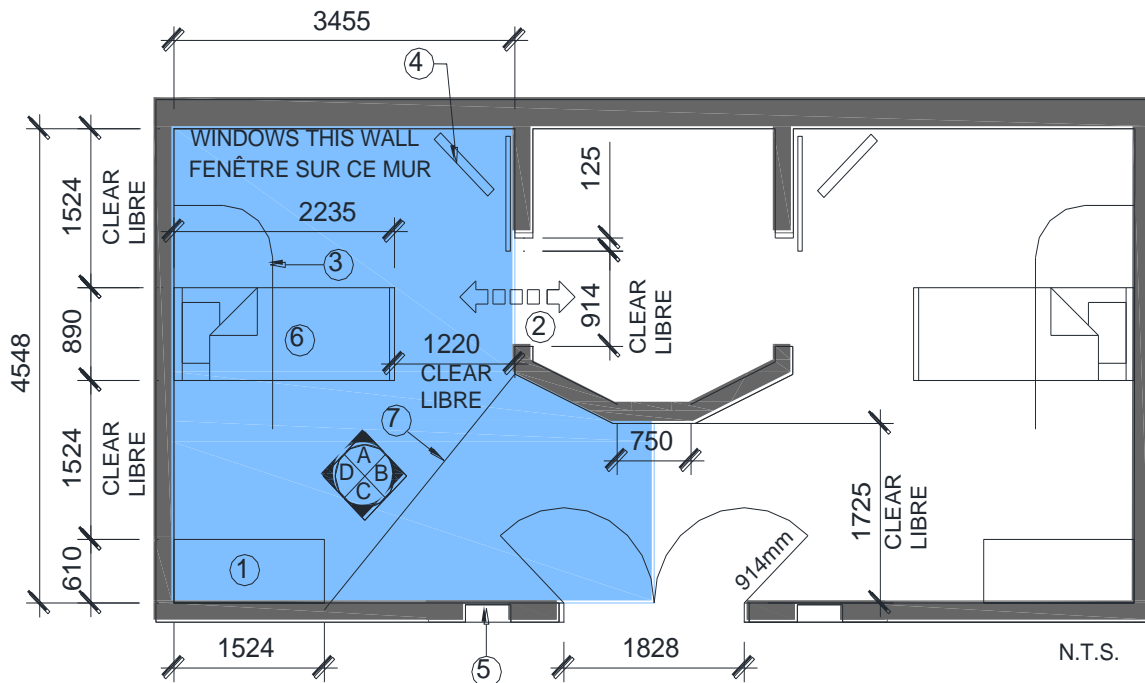 3455
4
WINDOWS THIS WALL
FENÊTRE SUR CE MUR
1524
CLEAR
LIBRE
125
2235
3
4548
890
6
2
914
CLEAR
LIBRE
1220
CLEAR
LIBRE
7
750
1524
CLEAR
LIBRE
A
D
B
C
1725
CLEAR
LIBRE
610
1
914mm
1524
5
1828
N.T.S.